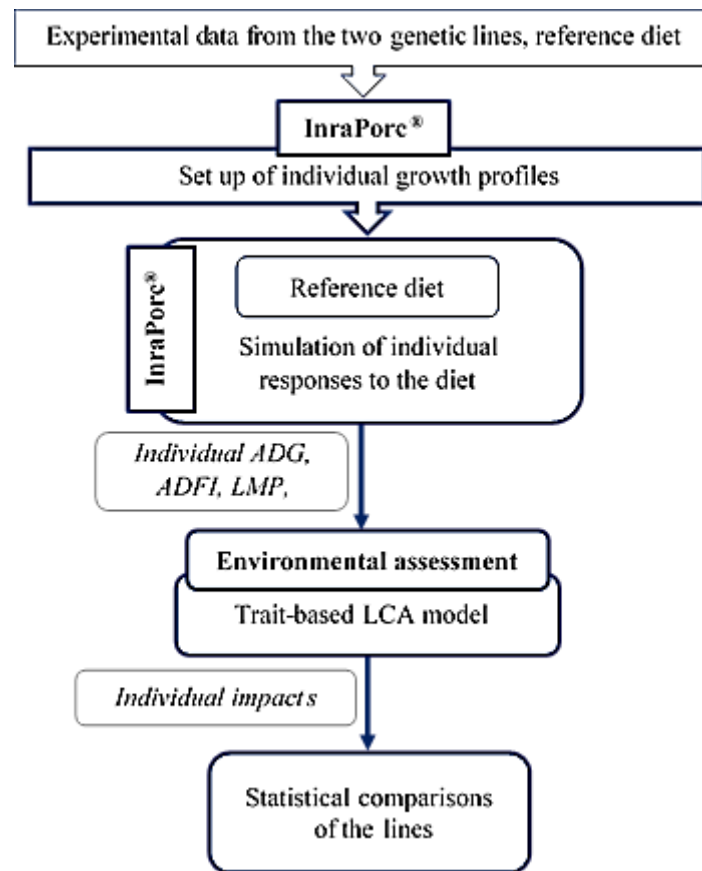 Experimental data from the two genetic lines, reference diet
InraPorc®
Set up of individual growth profiles
InraPorc®
Reference diet
Simulation of individual
responses to the diet
Individual ADG,
ADFI, LMP,
Environmental assessment
Trait-based LCA model
Individual impacts
Statistical comparisons
of the lines